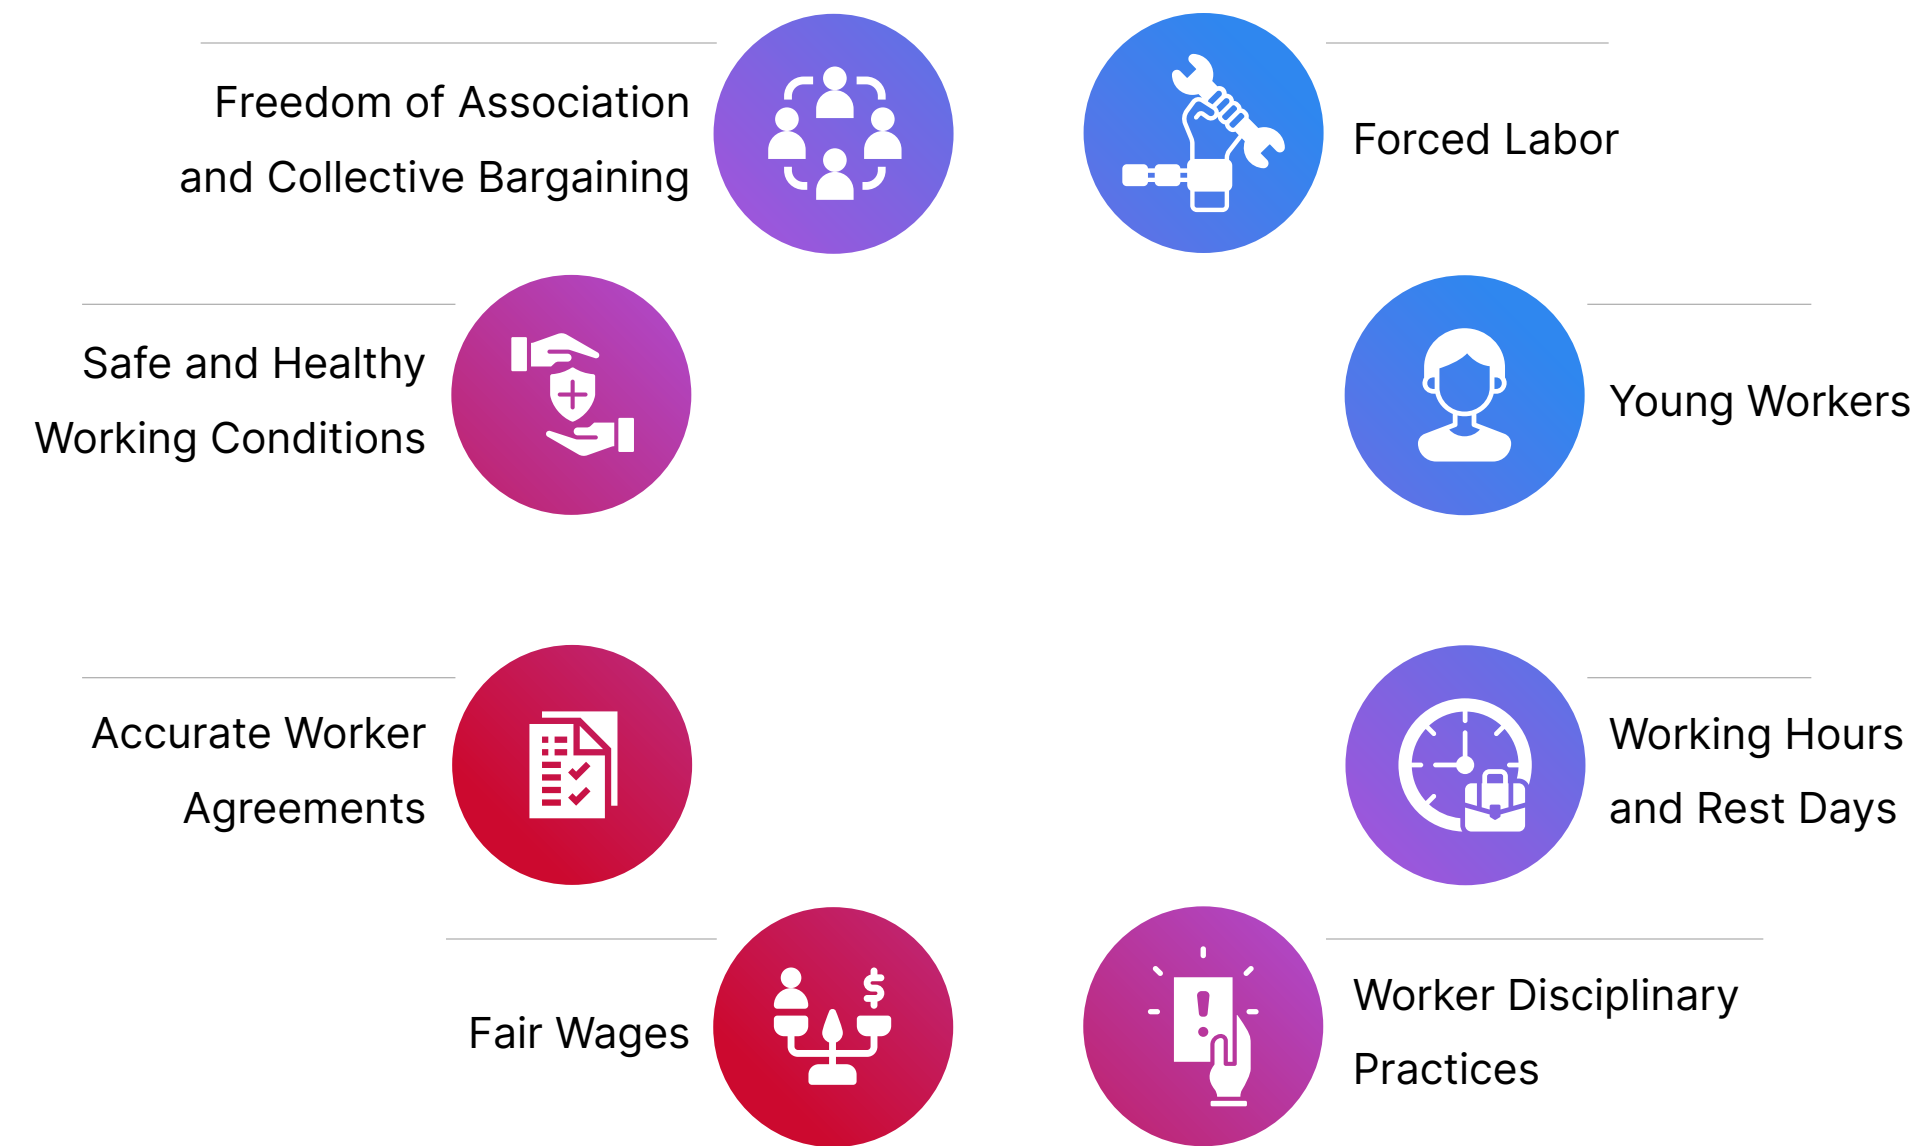 Freedom of Association
and Collective Bargaining
Forced Labor
Safe and Healthy
Working Conditions
Young Workers
Accurate Worker
Agreements
Working Hours
and Rest Days
Fair Wages
$
!
Worker Disciplinary
Practices